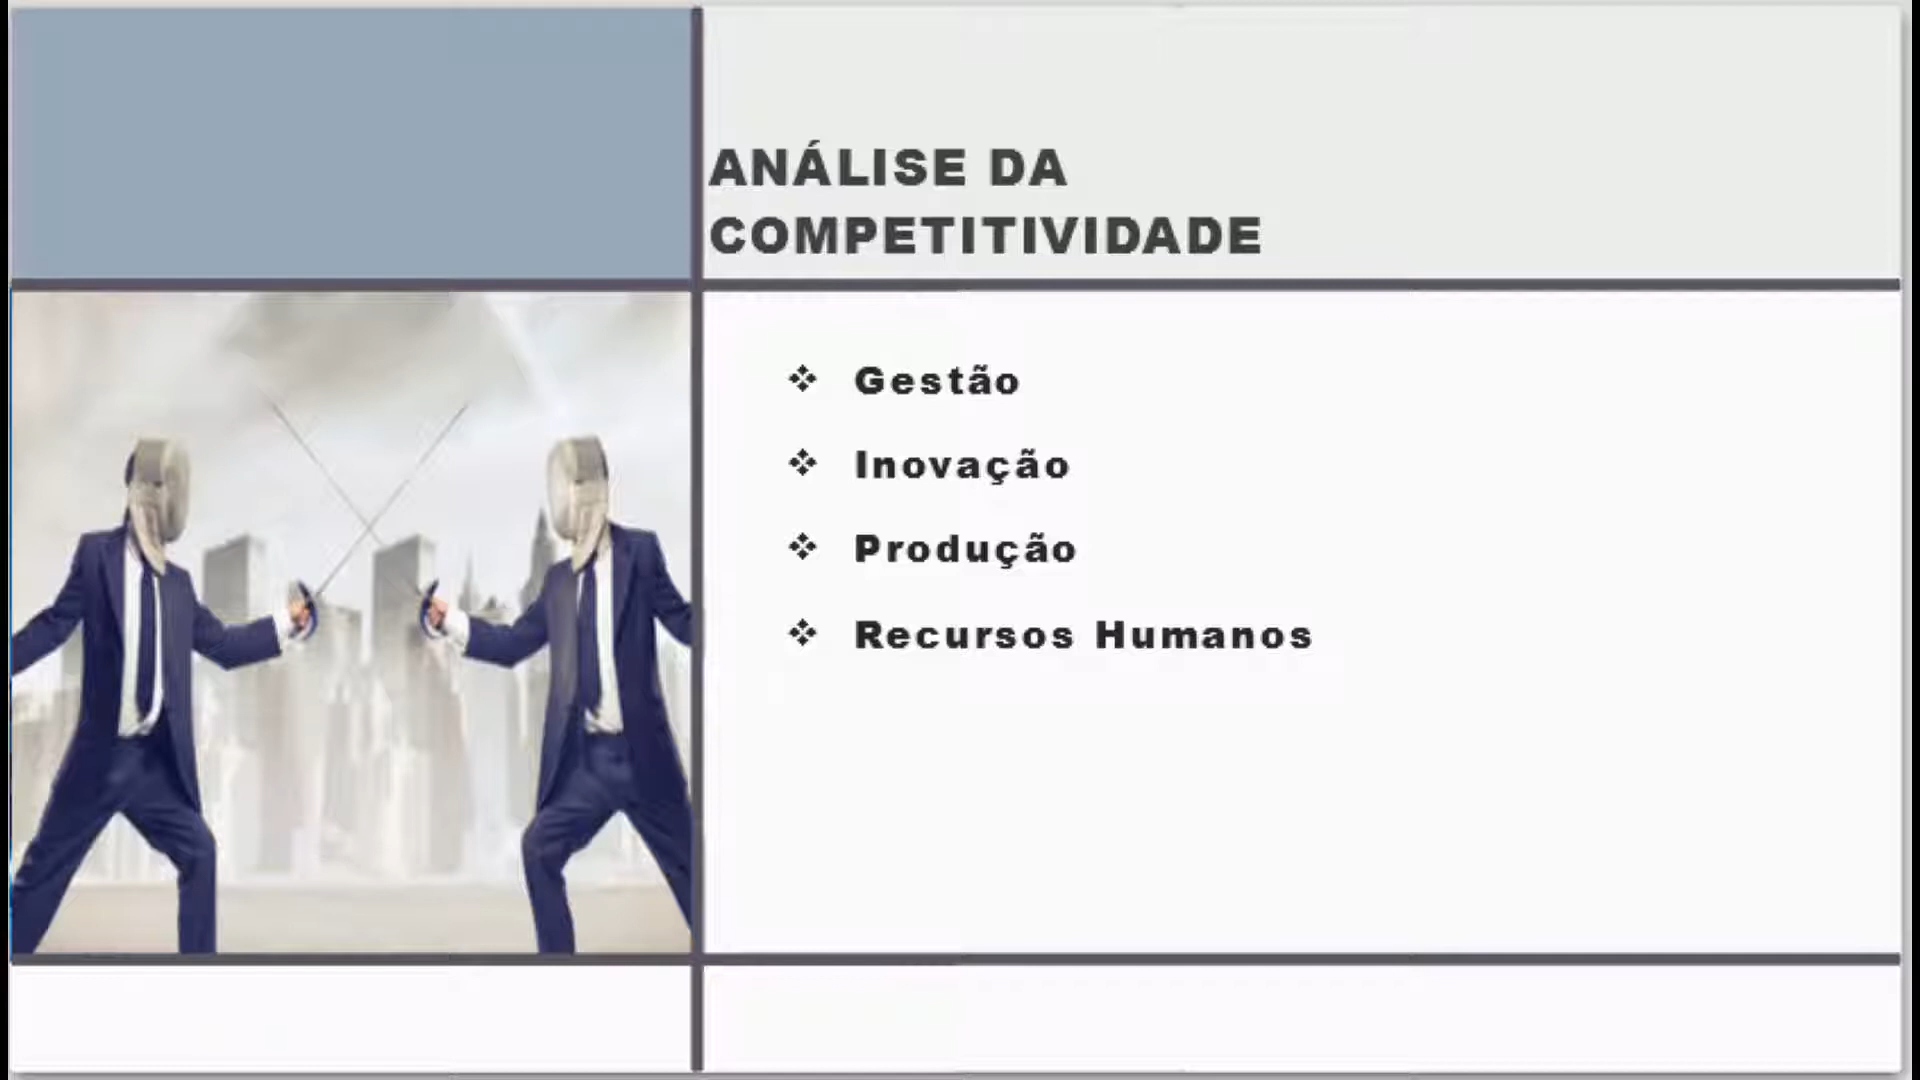 ANÁLISE DA
COMPETITIVIDADE
❖ Gestão
❖ Inovação
❖ Produção
❖ Recursos Humanos